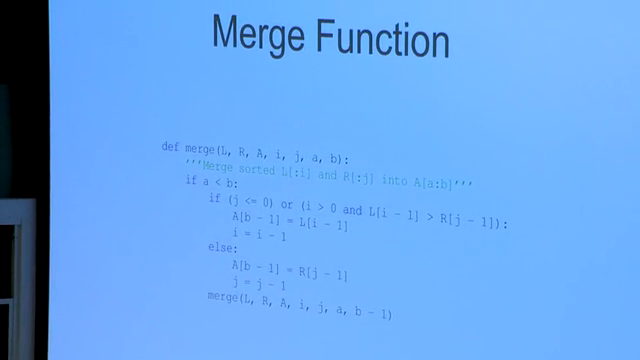 Merge Function
def merge(L, R, A, i, j, a, b):
'''Merge sorted L[:i] and R[:j] into A[a:b]'''
if a < b:
if (j <= 0) or (i > 0 and L[i - 1] > R[j - 1]):
A[b - 1] = L[i - 1]
i = i - 1
else:
A[b - 1] = R[j - 1]
j = j - 1
merge(L, R, A, i, j, a, b - 1)